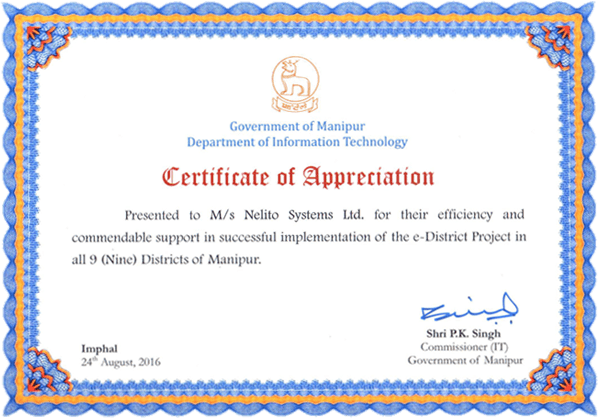 Government of Manipur
Department of Information Technology
Certificate of Appreciation
Presented to M/s Nelito Systems Ltd. for their efficiency and
commendable support in successful implementation of the e-District Project in
all 9 (Nine) Districts of Manipur.
Shri P.K. Singh
Imphal
Commissioner (IT)
24th August, 2016
Government of Manipur